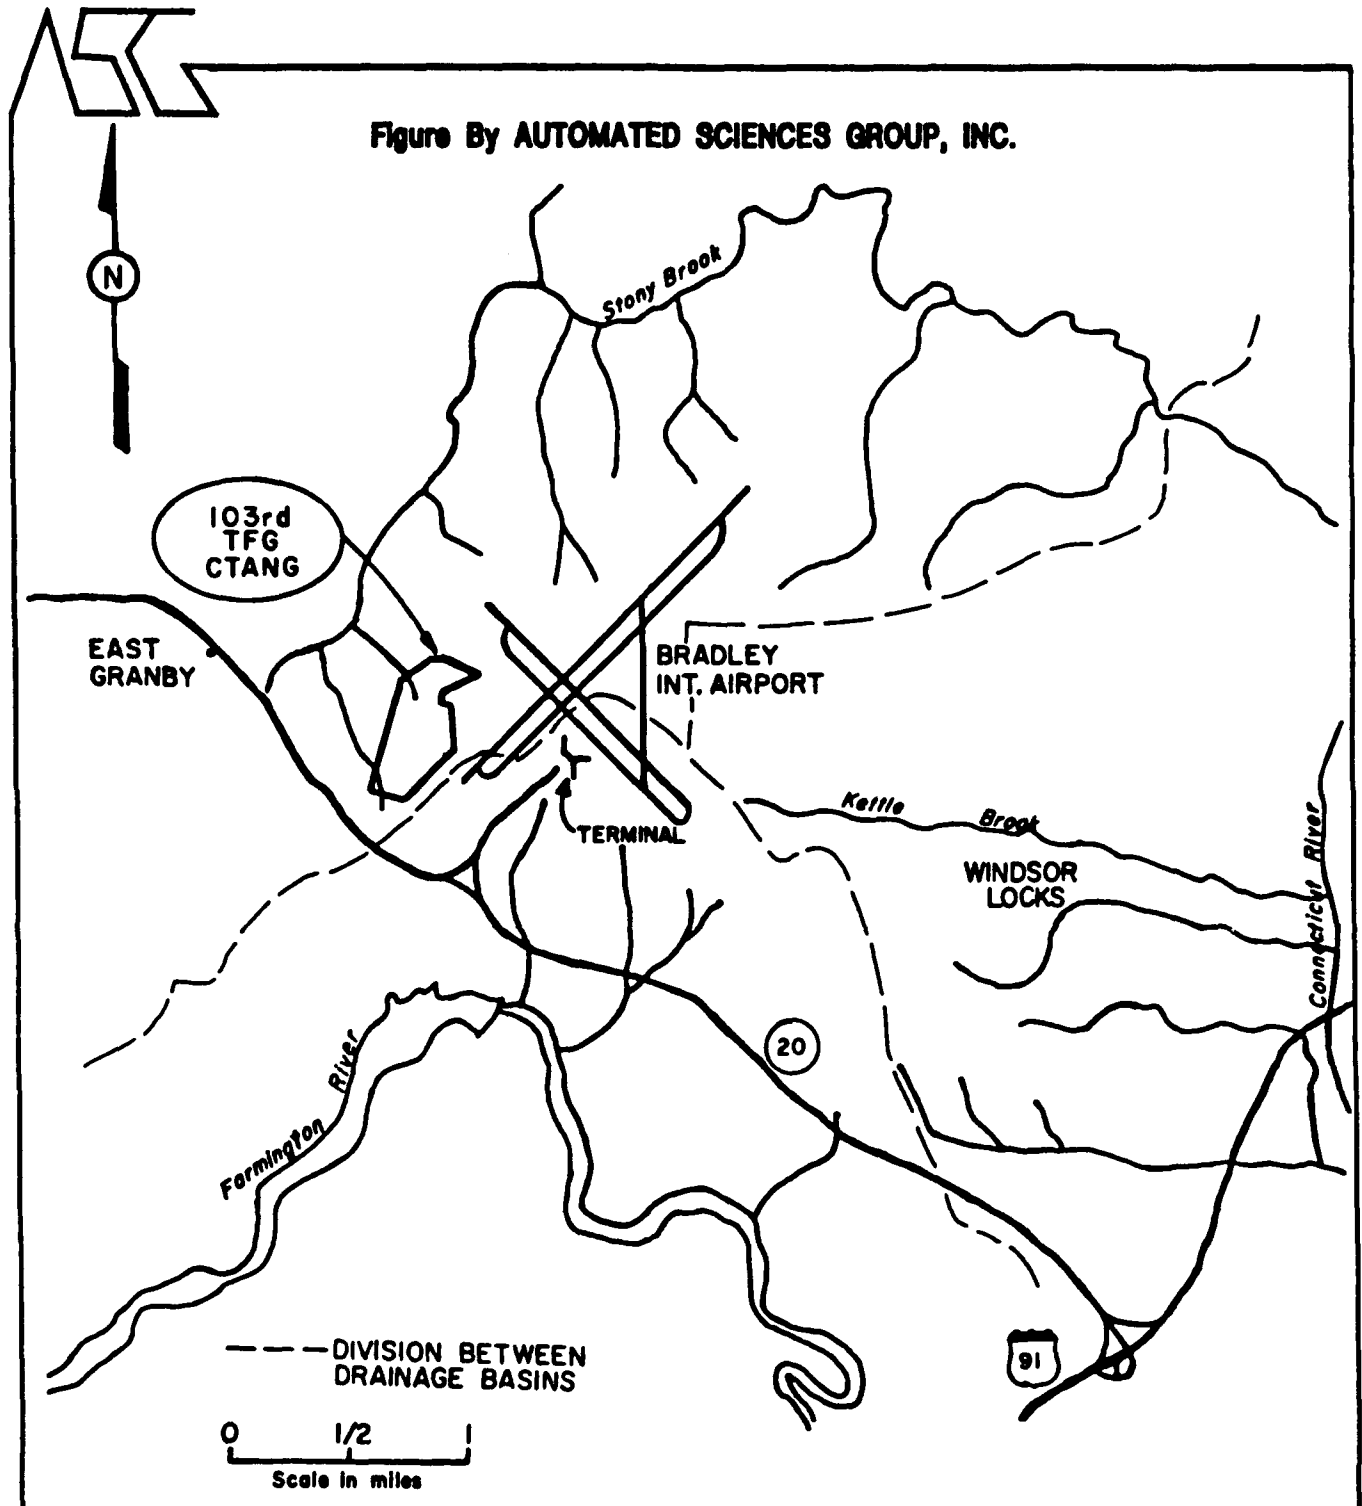 ASC
Figure By AUTOMATED SCIENCES GROUP, INC.
N
Stony Brook
103rd
TFG
CTANG
EAST
GRANBY
BRADLEY
INT. AIRPORT
TERMINAL
Kettle Brook
WINDSOR
LOCKS
Connecticut River
20
Farmington River
91
DIVISION BETWEEN
DRAINAGE BASINS
0 1/2 1
Scale in miles